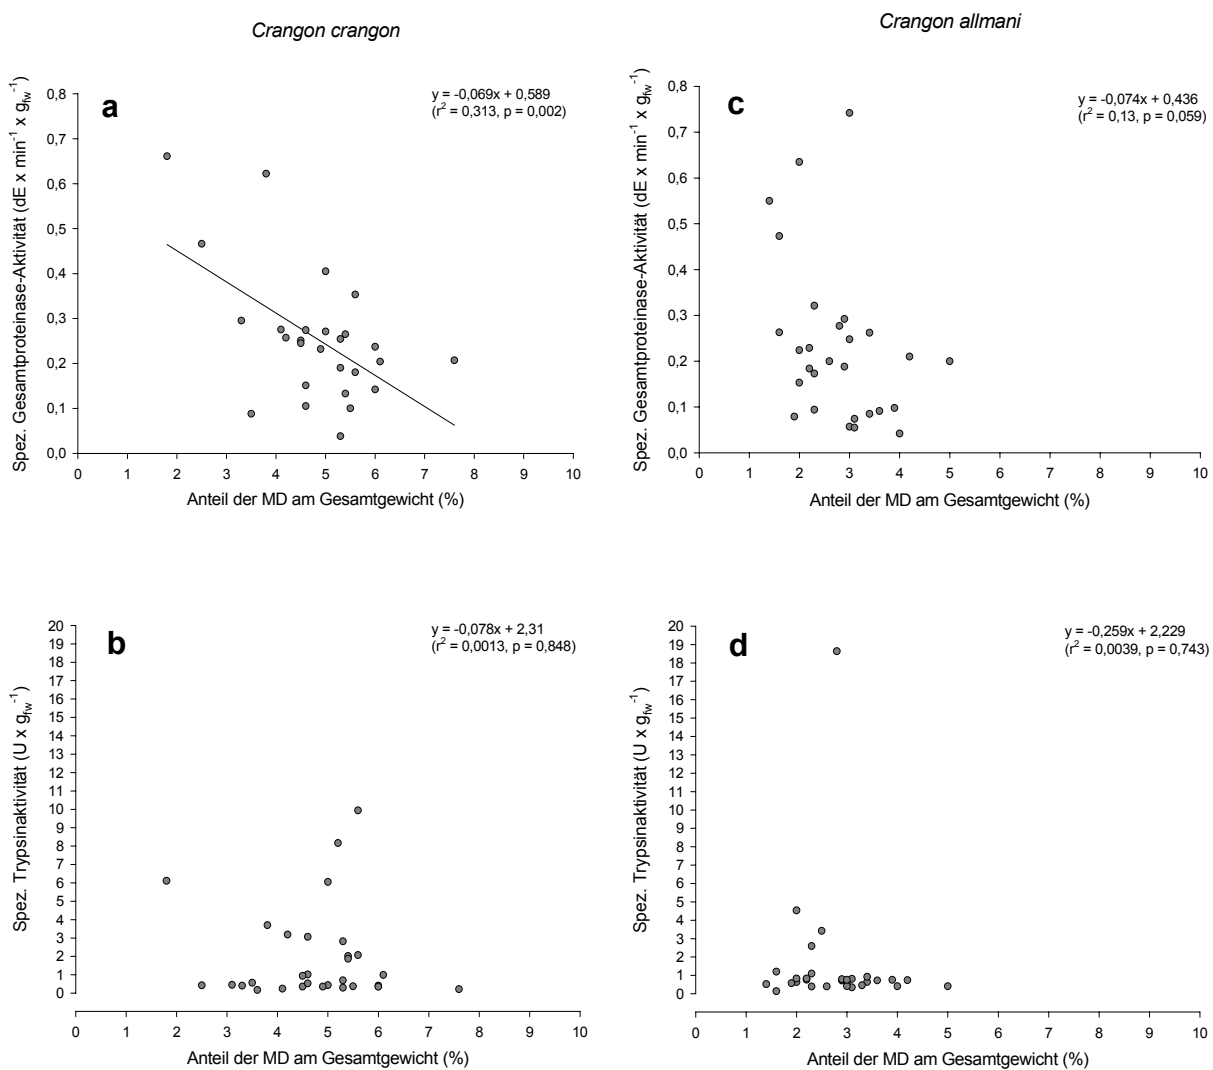 Crangon crangon
Crangon allmani
a
y = -0,069x + 0,589
(r² = 0,313, p = 0,002)
Spez. Gesamtproteinase-Aktivität (dE x min⁻¹ x g_fw⁻¹)
0,8
0,7
0,6
0,5
0,4
0,3
0,2
0,1
0,0
0 1 2 3 4 5 6 7 8 9 10
Anteil der MD am Gesamtgewicht (%)
c
y = -0,074x + 0,436
(r² = 0,13, p = 0,059)
Spez. Gesamtproteinase-Aktivität (dE x min⁻¹ x g_fw⁻¹)
0,8
0,7
0,6
0,5
0,4
0,3
0,2
0,1
0,0
0 1 2 3 4 5 6 7 8 9 10
Anteil der MD am Gesamtgewicht (%)
b
y = -0,078x + 2,31
(r² = 0,0013, p = 0,848)
Spez. Trypsinaktivität (U x g_fw⁻¹)
20
19
18
17
16
15
14
13
12
11
10
9
8
7
6
5
4
3
2
1
0
0 1 2 3 4 5 6 7 8 9 10
Anteil der MD am Gesamtgewicht (%)
d
y = -0,259x + 2,229
(r² = 0,0039, p = 0,743)
Spez. Trypsinaktivität (U x g_fw⁻¹)
20
19
18
17
16
15
14
13
12
11
10
9
8
7
6
5
4
3
2
1
0
0 1 2 3 4 5 6 7 8 9 10
Anteil der MD am Gesamtgewicht (%)